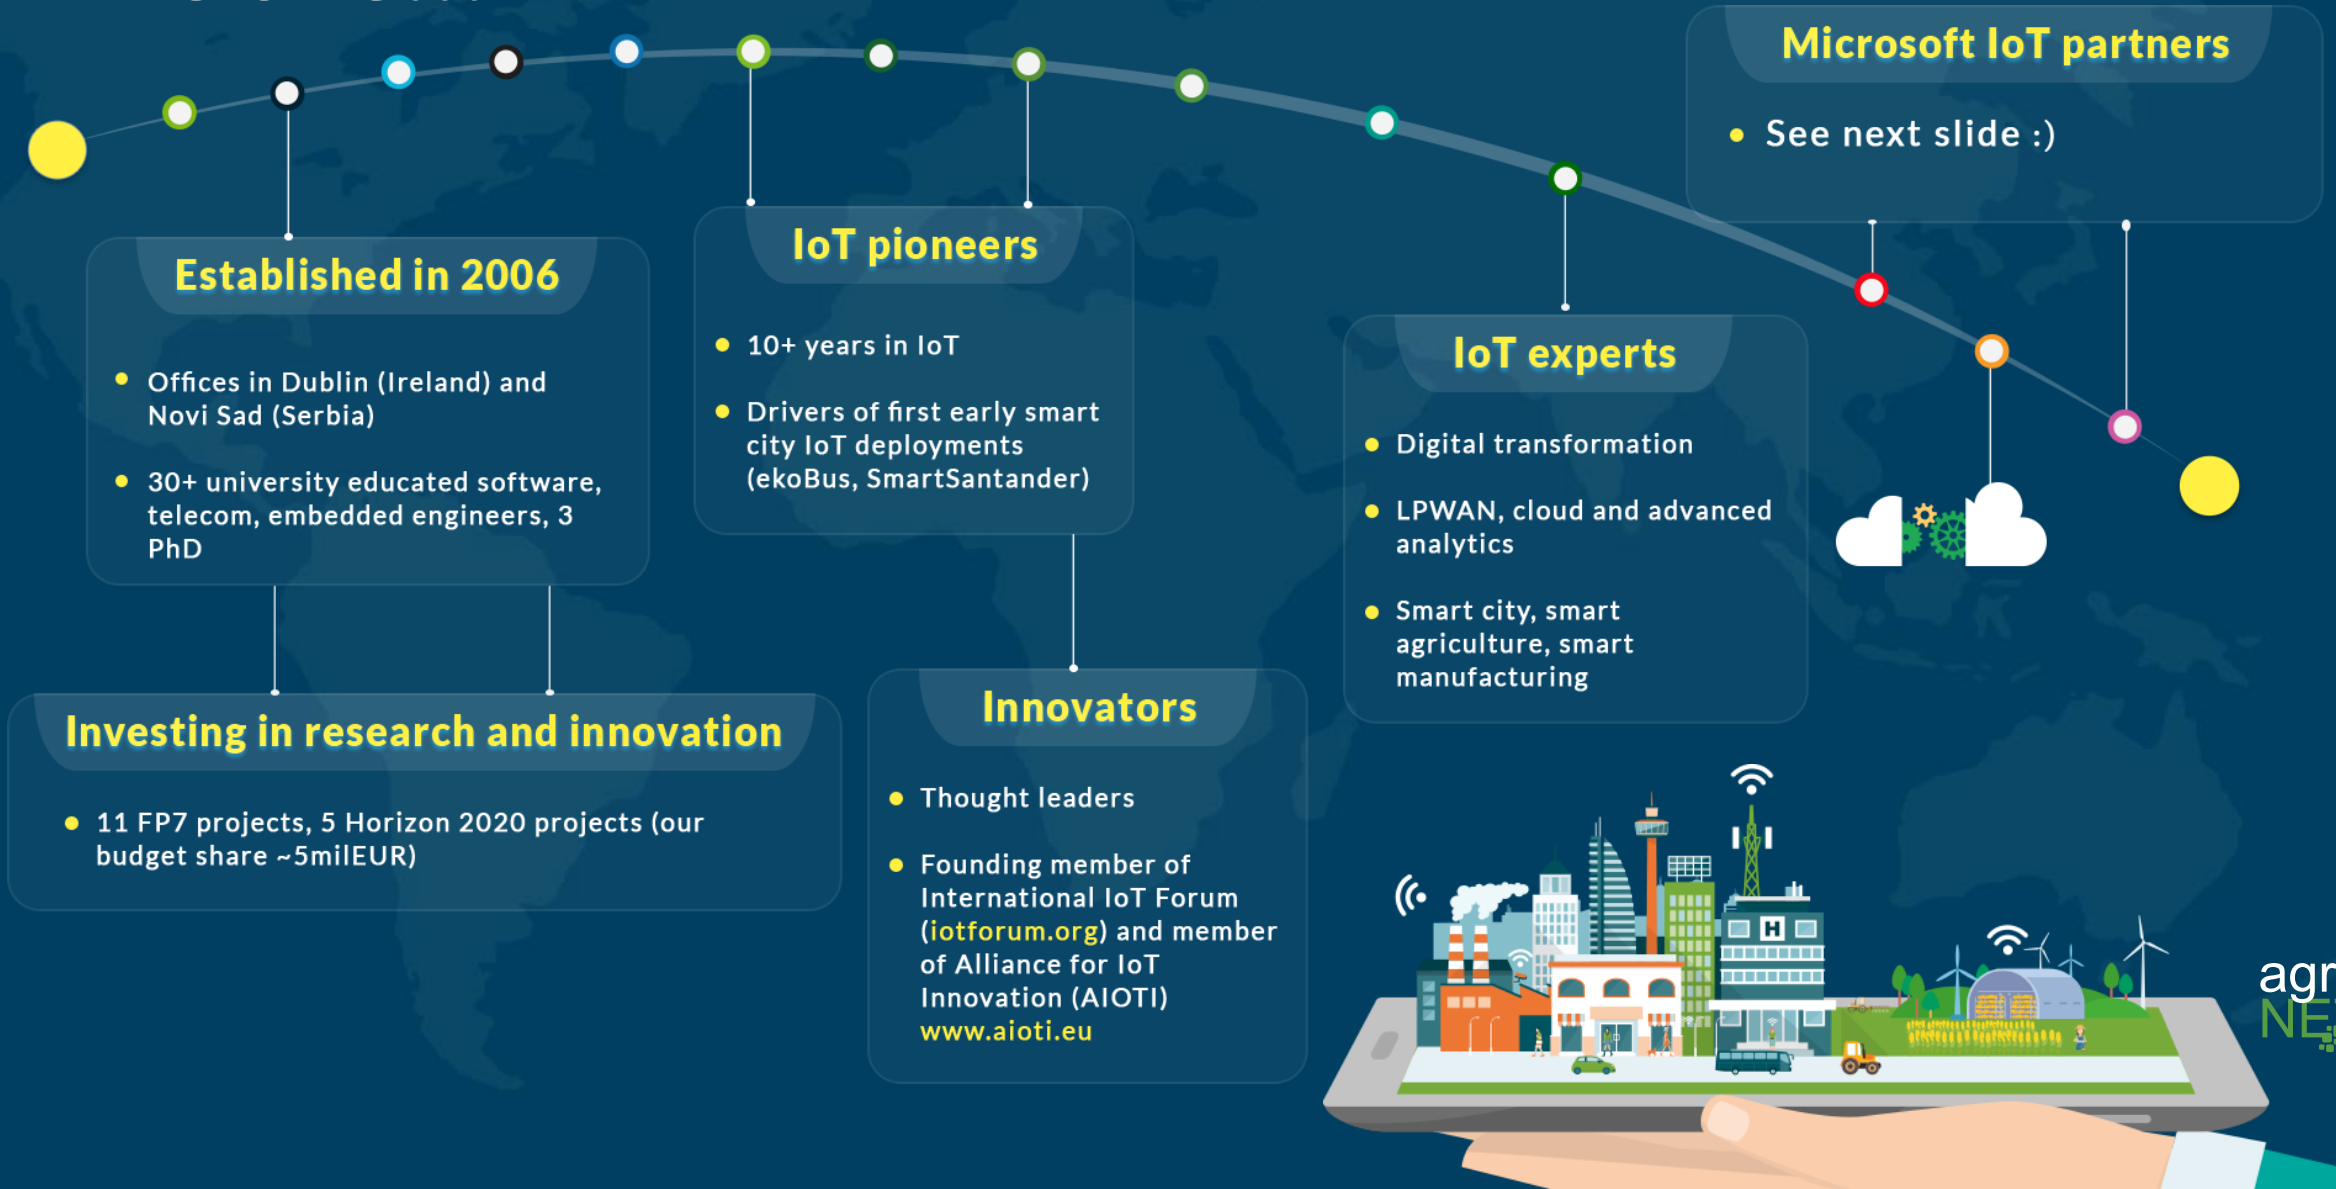 Microsoft IoT partners
See next slide :)
Established in 2006
Offices in Dublin (Ireland) and
Novi Sad (Serbia)
30+ university educated software,
telecom, embedded engineers, 3
PhD
IoT pioneers
10+ years in IoT
Drivers of first early smart
city IoT deployments
(ekoBus, SmartSantander)
IoT experts
Digital transformation
LPWAN, cloud and advanced
analytics
Smart city, smart
agriculture, smart
manufacturing
Investing in research and innovation
11 FP7 projects, 5 Horizon 2020 projects (our
budget share ~5milEUR)
Innovators
Thought leaders
Founding member of
International IoT Forum
(iotforum.org) and member
of Alliance for IoT
Innovation (AIOTI)
www.aioti.eu
H